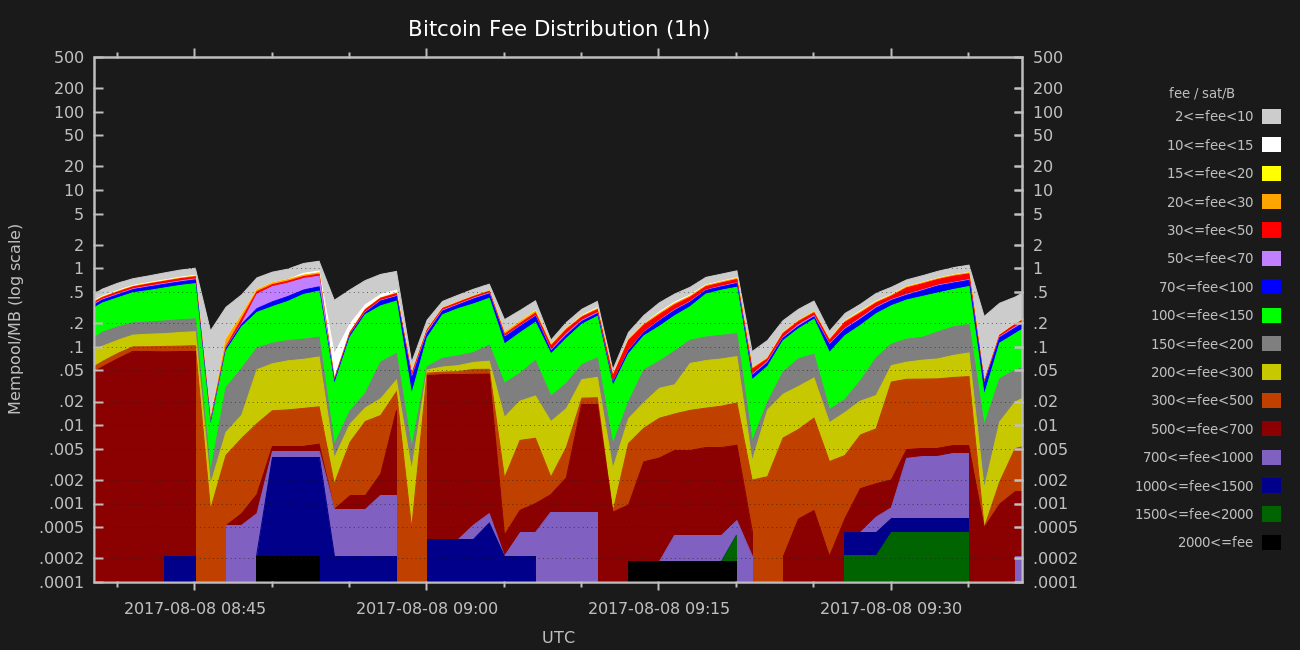 Bitcoin Fee Distribution (1h)
500
200
100
50
20
10
5
2
1
.5
.2
.1
.05
.02
.01
.005
.002
.001
.0005
.0002
.0001
Mempool/MB (log scale)
500
200
100
50
20
10
5
2
1
.5
.2
.1
.05
.02
.01
.005
.002
.001
.0005
.0002
.0001
2017-08-08 08:45
2017-08-08 09:00
2017-08-08 09:15
2017-08-08 09:30
UTC
fee / sat/B
2<=fee<10
10<=fee<15
15<=fee<20
20<=fee<30
30<=fee<50
50<=fee<70
70<=fee<100
100<=fee<150
150<=fee<200
200<=fee<300
300<=fee<500
500<=fee<700
700<=fee<1000
1000<=fee<1500
1500<=fee<2000
2000<=fee